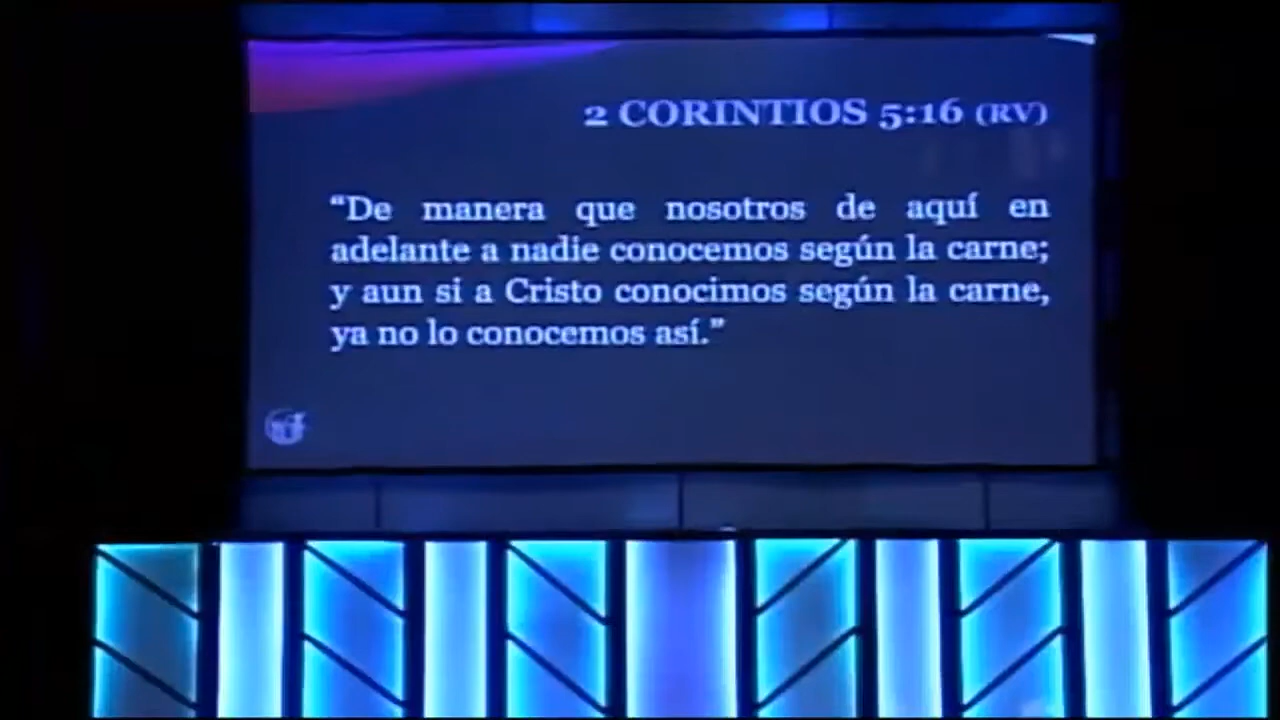 2 CORINTIOS 5:16 (RV)
“De manera que nosotros de aquí en
adelante a nadie conocemos según la carne;
y aun si a Cristo conocimos según la carne,
ya no lo conocemos así.”